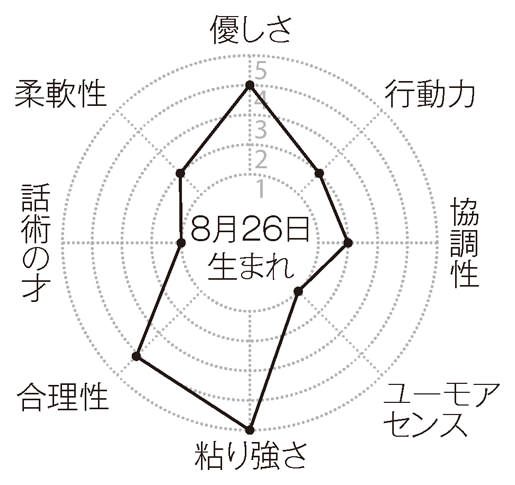 優しさ
行動力
協調性
ユーモア
センス
粘り強さ
合理性
話術の才
柔軟性
5
4
3
2
1
8月26日
生まれ